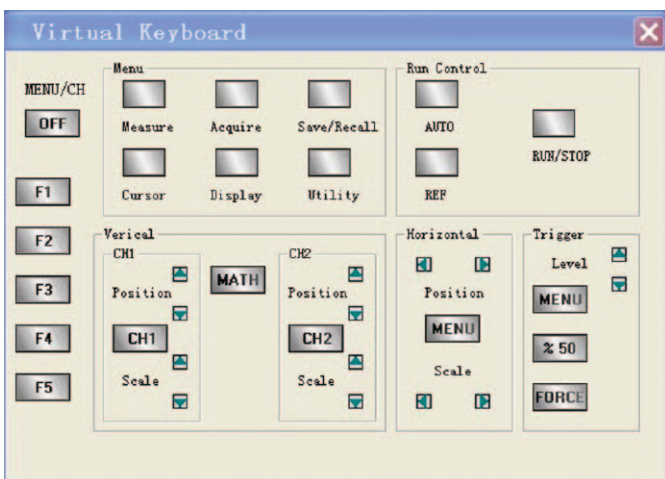 Virtual Keyboard
MENU/CH
OFF
F1
F2
F3
F4
F5
Menu
Measure Acquire Save/Recall
Cursor Display Utility
Run Control
AUTO
RUN/STOP
REF
Verical
CH1
Position
CH1
Scale
MATH
CH2
Position
CH2
Scale
Horizontal
Position
MENU
Scale
Trigger
Level
MENU
% 50
FORCE